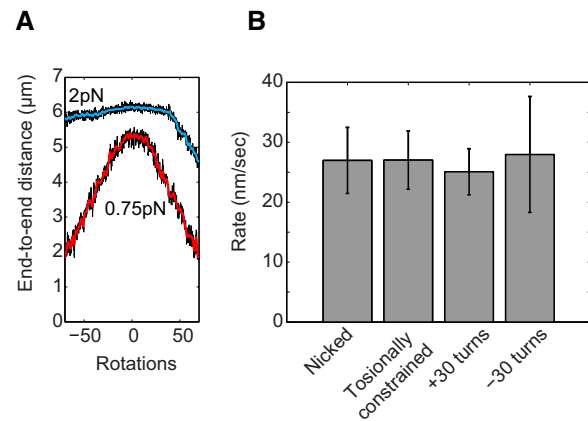 A
B
7
6
5
4
3
2
1
0
2pN
0.75pN
End-to-end distance (μm)
−50
0
50
Rotations
40
30
20
10
0
Rate (nm/sec)
Nicked
Tosionally
constrained
+30 turns
−30 turns